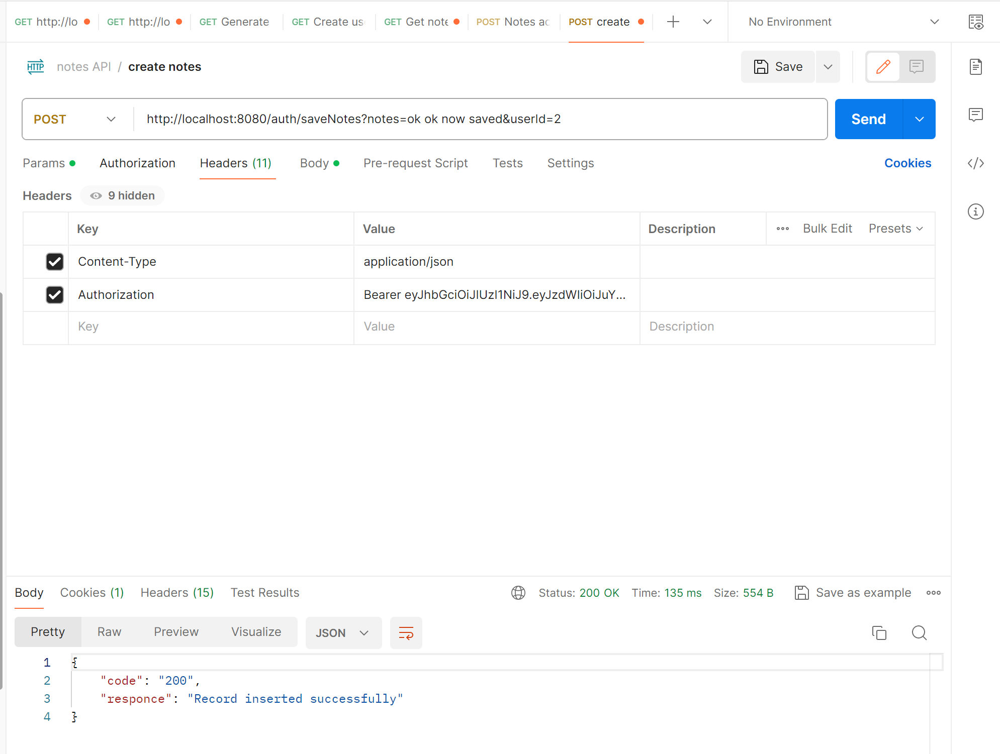 GET http://lo GET http://lo GET Generate GET Create us GET Get note POST Notes ac POST create No Environment
HTTP notes API / create notes Save
POST http://localhost:8080/auth/saveNotes?notes=ok ok now saved&userId=2 Send
Params Authorization Headers (11) Body Pre-request Script Tests Settings Cookies
Headers 9 hidden
Key Value Description Bulk Edit Presets
Content-Type application/json
Authorization Bearer eyJhbGciOiJIUzI1NiJ9.eyJzdWIiOiJuY...
Key Value Description
Body Cookies (1) Headers (15) Test Results Status: 200 OK Time: 135 ms Size: 554 B Save as example
Pretty Raw Preview Visualize JSON
1 {
2 "code": "200",
3 "responce": "Record inserted successfully"
4 }